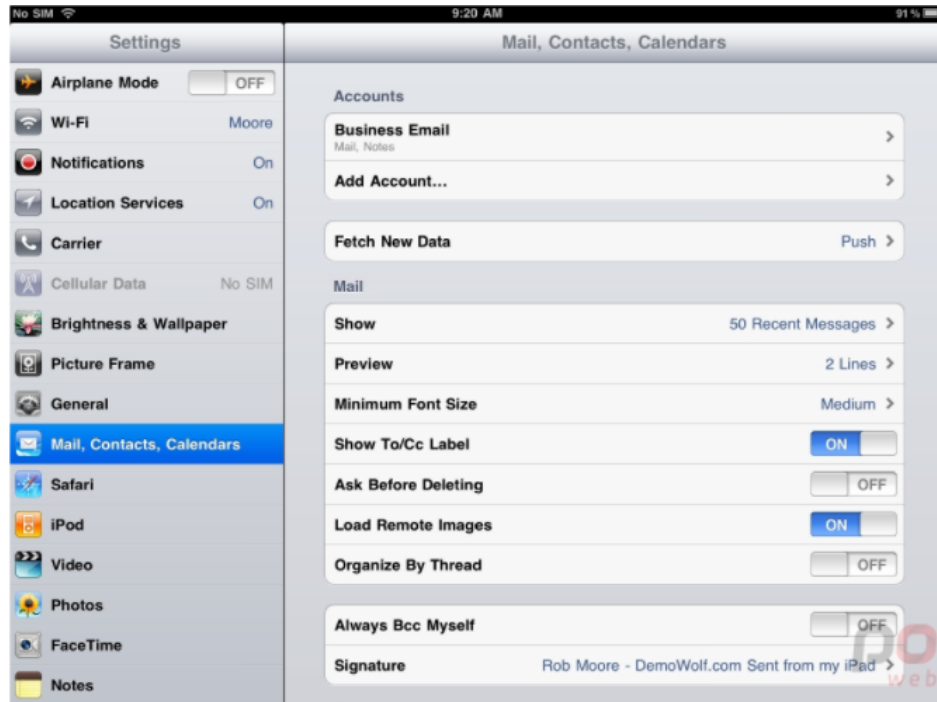 No SIM 9:20 AM 91%
Settings
Airplane Mode OFF
Wi-Fi Moore
Notifications On
Location Services On
Carrier
Cellular Data No SIM
Brightness & Wallpaper
Picture Frame
General
Mail, Contacts, Calendars
Safari
iPod
Video
Photos
FaceTime
Notes
Mail, Contacts, Calendars
Accounts
Business Email
Mail, Notes
Add Account...
Fetch New Data Push
Mail
Show 50 Recent Messages
Preview 2 Lines
Minimum Font Size Medium
Show To/Cc Label ON
Ask Before Deleting OFF
Load Remote Images ON
Organize By Thread OFF
Always Bcc Myself OFF
Signature Rob Moore - DemoWolf.com Sent from my iPad
po
web